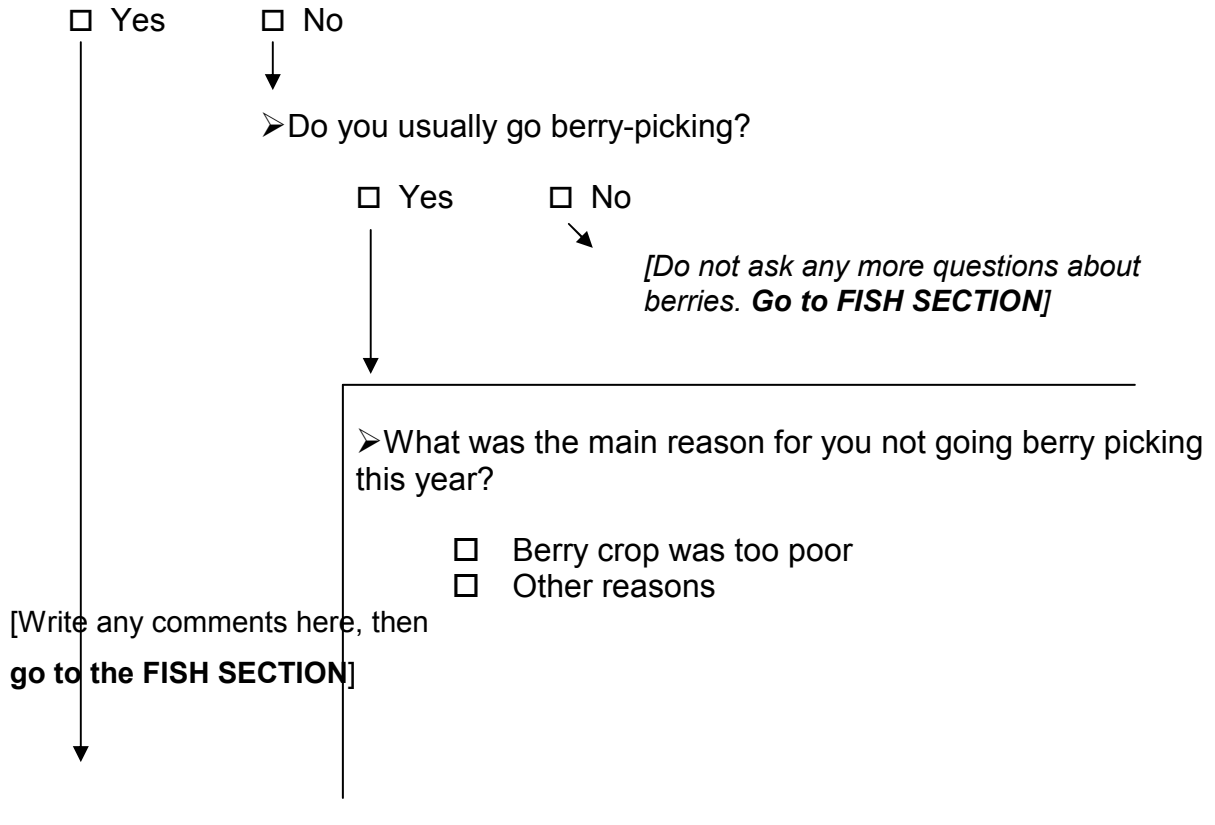 ☐ Yes ☐ No
➢Do you usually go berry-picking?
☐ Yes ☐ No
[Do not ask any more questions about
berries. Go to FISH SECTION]
➢What was the main reason for you not going berry picking
this year?
☐ Berry crop was too poor
☐ Other reasons
[Write any comments here, then
go to the FISH SECTION]